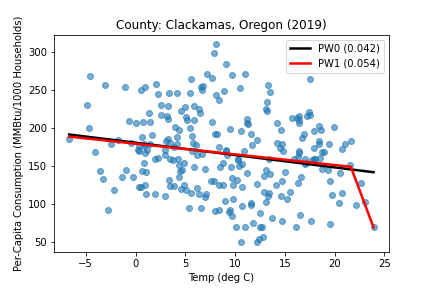 County: Clackamas, Oregon (2019)
PW0 (0.042)
PW1 (0.054)
Per-Capita Consumption (MMBtu/1000 Households)
300
250
200
150
100
50
−5 0 5 10 15 20 25
Temp (deg C)